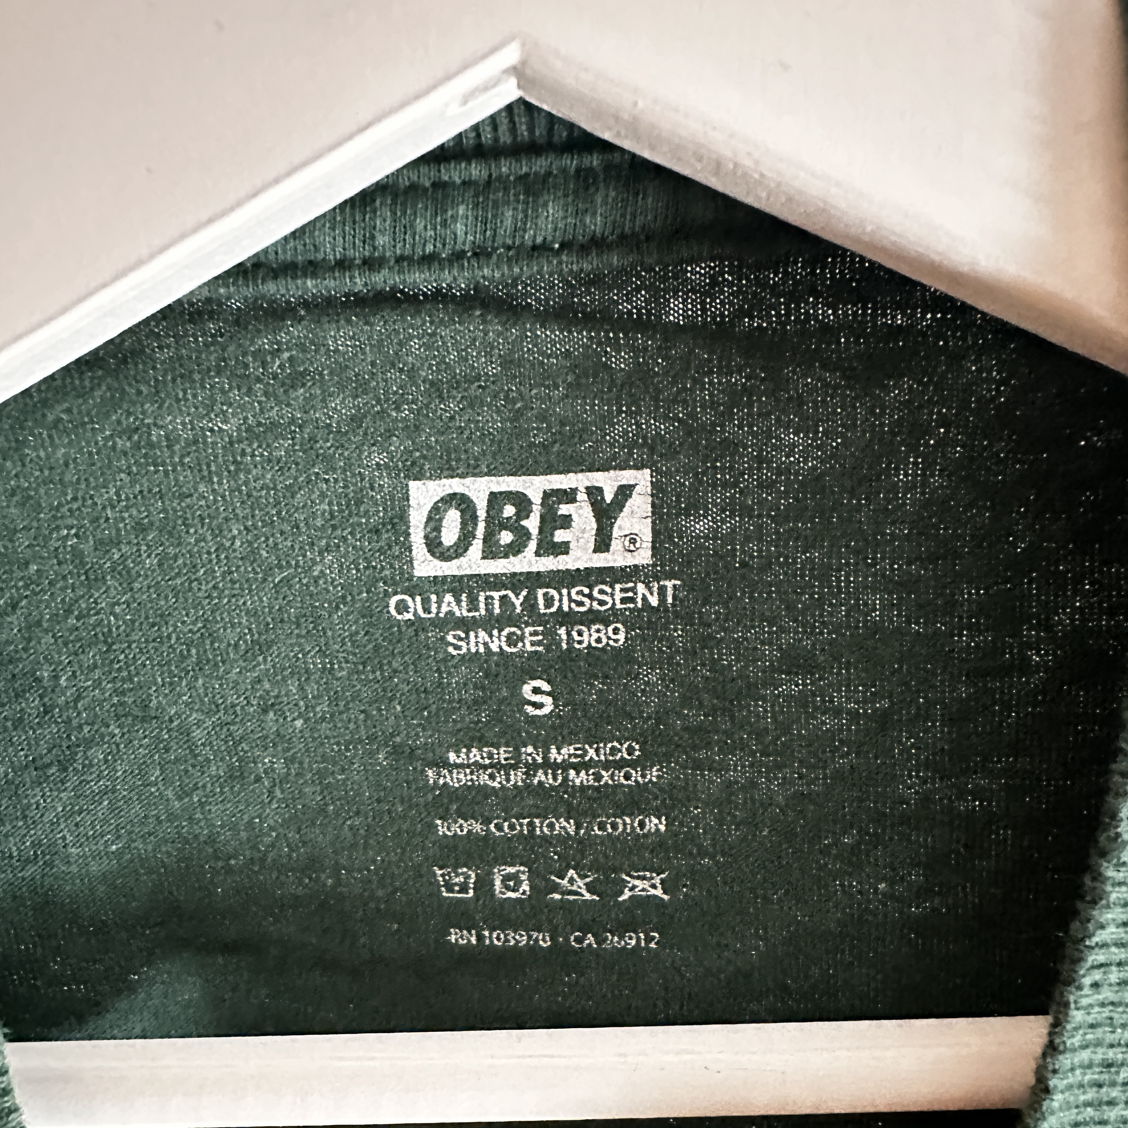 OBEY®
QUALITY DISSENT
SINCE 1989
S
MADE IN MEXICO
FABRIQUÉ AU MEXIQUE
100% COTTON / COTON
RN 103970 · CA 26912